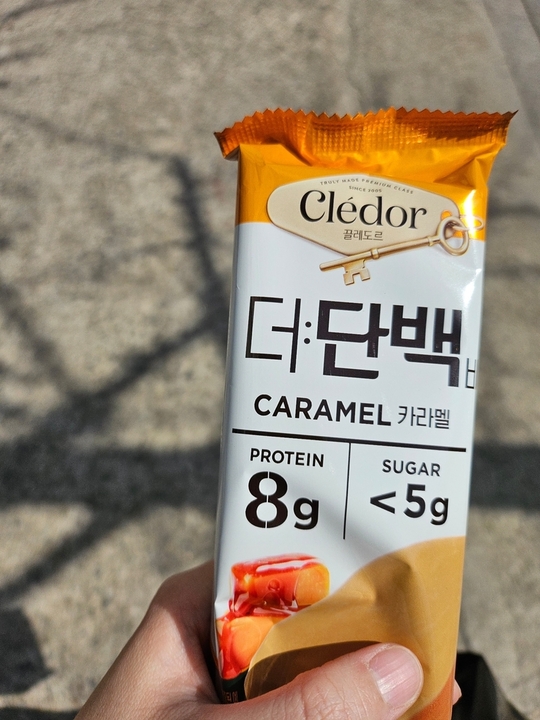 TRULY MADE PREMIUM CLASS
SINCE 2005
Clédor
끌레도르
더:단백
CARAMEL 카라멜
PROTEIN
8g
SUGAR
<5g